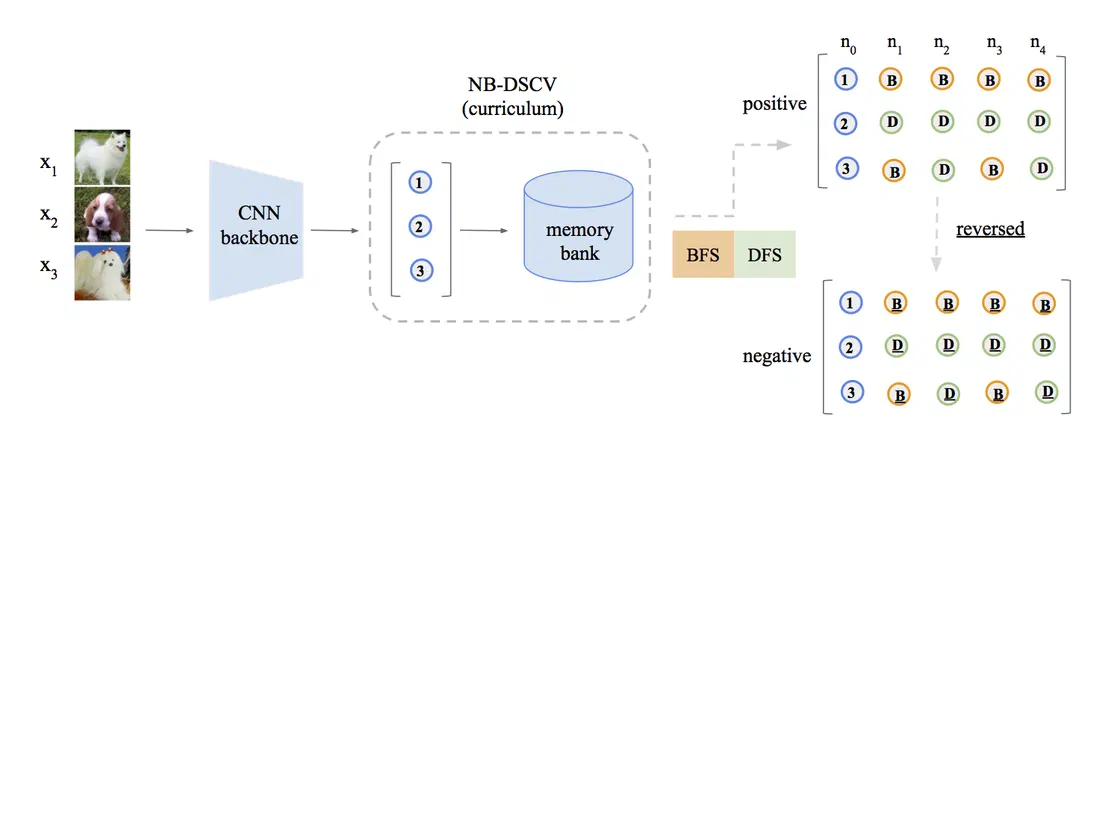 n0 n1 n2 n3 n4
positive
1 B B B B
2 D D D D
3 B D B D
NB-DSCV
(curriculum)
x1
x2
x3
CNN
backbone
1
2
3
memory
bank
BFS DFS
reversed
negative
1 B B B B
2 D D D D
3 B D B D